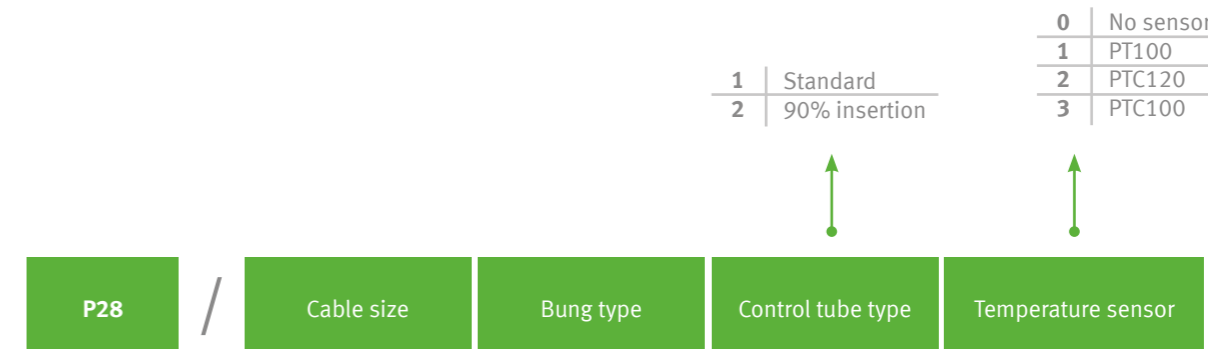 0 No sensor
1 PT100
1 Standard
2 PTC120
2 90% insertion
3 PTC100
P28 / Cable size Bung type Control tube type Temperature sensor